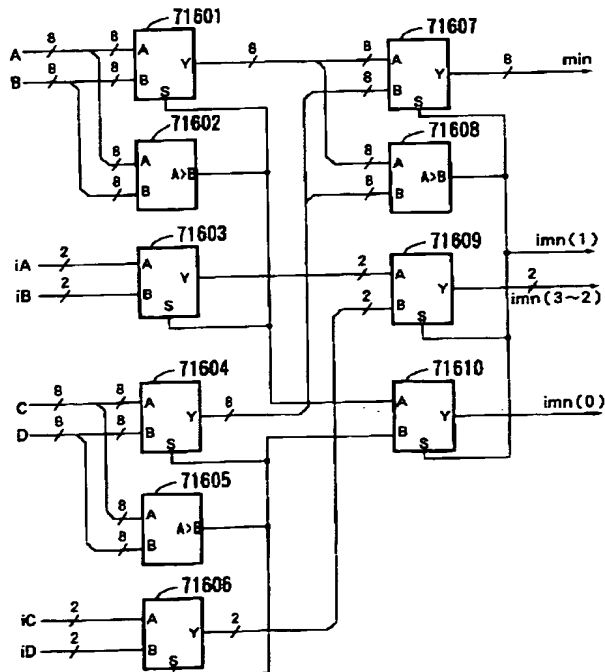 71601
A 8 8 A Y 8
B 8 8 B
S
71607
8 A Y 8 min
8 B
S
71602
8 A A>B
8 B
71608
8 A A>B
8 B
imn(1)
71603
iA 2 A Y
iB 2 B
S
71609
2 A Y 2
2 B imn(3~2)
S
71604
C 8 8 A Y 8
D 8 8 B
S
71610
A Y imn(0)
B
S
71605
8 A A>B
8 B
71606
iC 2 A Y 2
iD 2 B
S